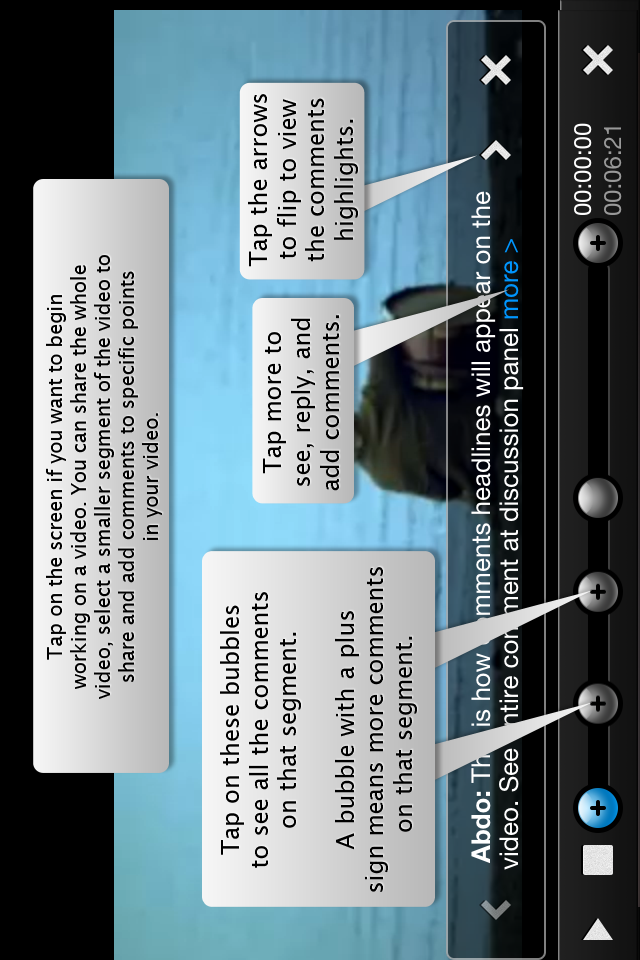 Tap on the screen if you want to begin
working on a video. You can share the whole
video, select a smaller segment of the video to
share and add comments to specific points
in your video.
Tap on these bubbles
to see all the comments
on that segment.
A bubble with a plus
sign means more comments
on that segment.
Tap more to
see, reply, and
add comments.
Tap the arrows
to flip to view
the comments
highlights.
Abdo: is how comments headlines will appear on the
video. See entire comment at discussion panel more >
00:00:00
00:06:21